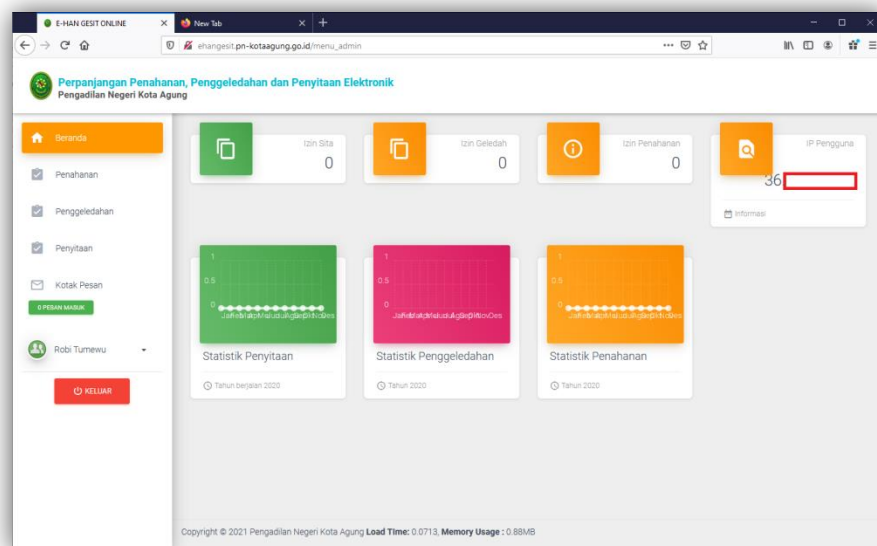 E-HAN GESIT ONLINE
New Tab
ehangesit.pn-kotaagung.go.id/menu_admin
Perpanjangan Penahanan, Penggeledahan dan Penyitaan Elektronik
Pengadilan Negeri Kota Agung
Beranda
Penahanan
Penggeledahan
Penyitaan
Kotak Pesan
0 PESAN MASUK
Robi Tumewu
KELUAR
Izin Sita
0
Izin Geledah
0
Izin Penahanan
0
IP Pengguna
36
Informasi
1
0.5
0
Statistik Penyitaan
Tahun berjalan 2020
1
0.5
0
Statistik Penggeledahan
Tahun 2020
1
0.5
0
Statistik Penahanan
Tahun 2020
Copyright © 2021 Pengadilan Negeri Kota Agung Load TIme: 0.0713, Memory Usage : 0.88MB